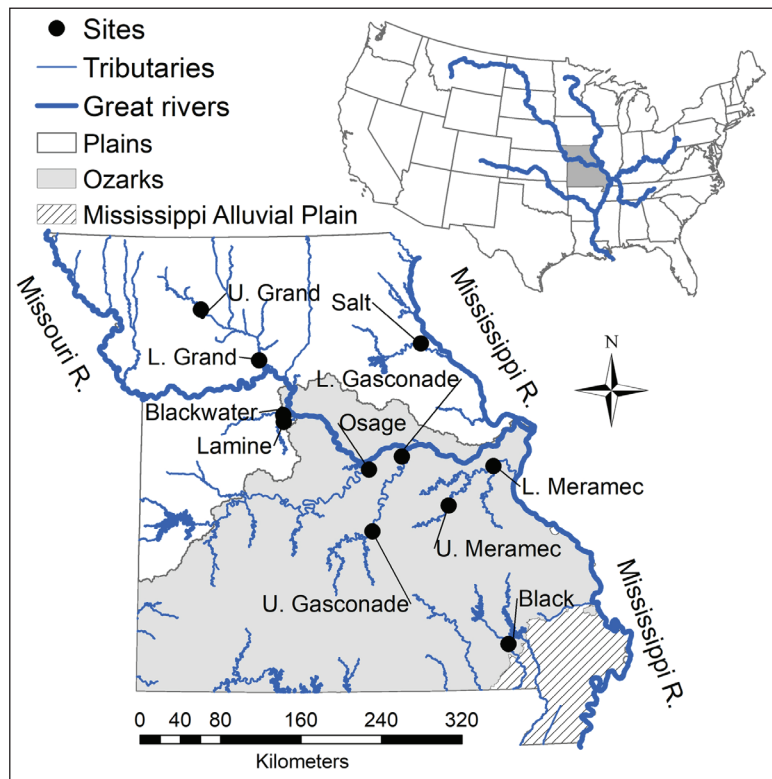 Sites
Tributaries
Great rivers
Plains
Ozarks
Mississippi Alluvial Plain
Missouri R.
U. Grand
Salt
Mississippi R.
N
L. Grand
L. Gasconade
Blackwater
Osage
Lamine
L. Meramec
U. Meramec
U. Gasconade
Black
Mississippi R.
0 40 80 160 240 320
Kilometers